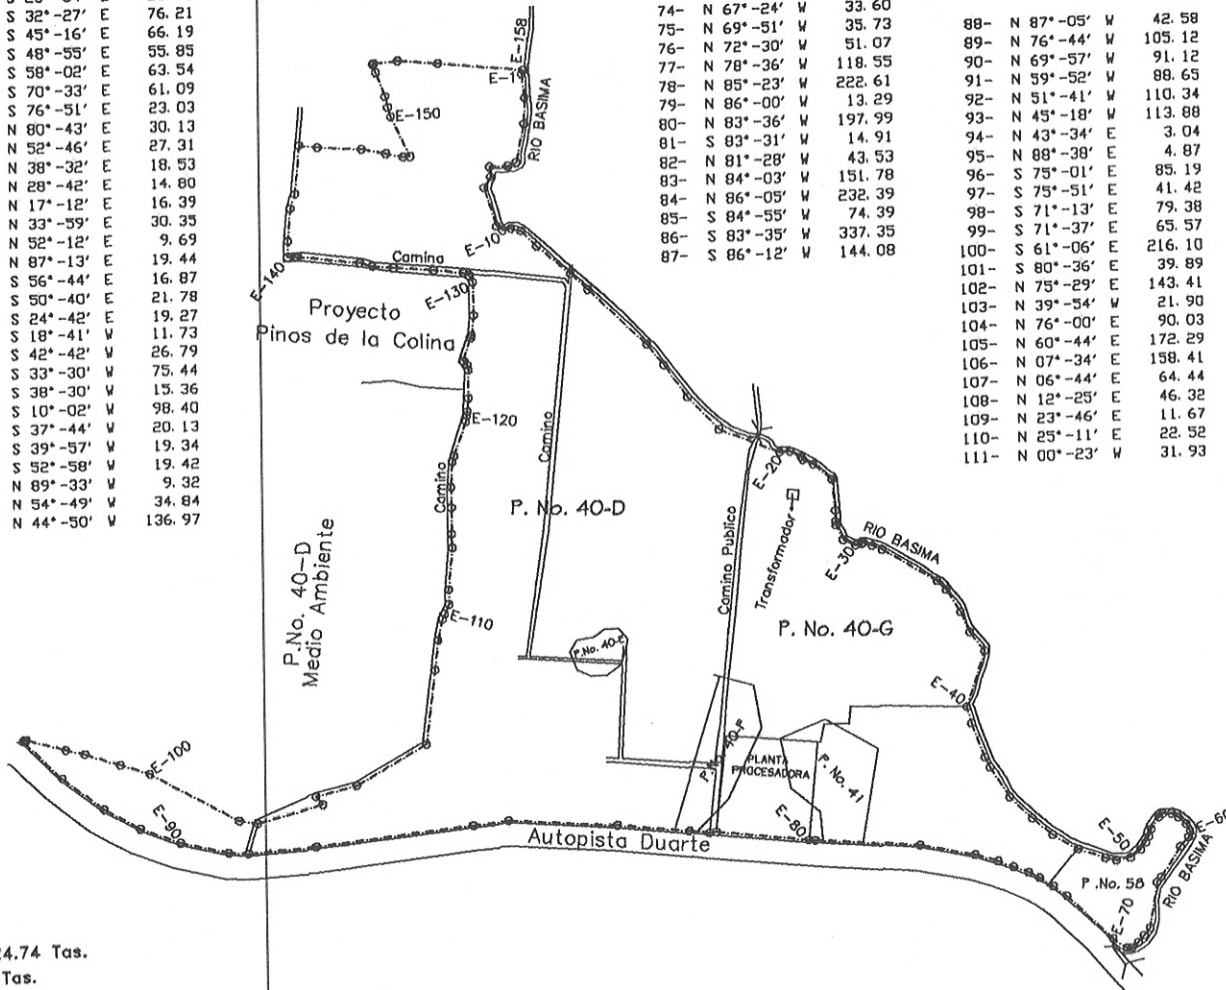 S 32°-27' E 76.21
S 45°-16' E 66.19
S 48°-55' E 55.85
S 58°-02' E 63.54
S 70°-33' E 61.09
S 76°-51' E 23.03
N 80°-43' E 30.13
N 52°-46' E 27.31
N 38°-32' E 18.53
N 28°-42' E 14.80
N 17°-12' E 16.39
N 33°-59' E 30.35
N 52°-12' E 9.69
N 87°-13' E 19.44
S 56°-44' E 16.87
S 50°-40' E 21.78
S 24°-42' E 19.27
S 18°-41' W 11.73
S 42°-42' W 26.79
S 33°-30' W 75.44
S 38°-30' W 15.36
S 10°-02' W 98.40
S 37°-44' W 20.13
S 39°-57' W 19.34
S 52°-58' W 19.42
N 89°-33' W 9.32
N 54°-49' W 34.84
N 44°-50' W 136.97
74- N 67°-24' W 33.60
75- N 69°-51' W 35.73
76- N 72°-30' W 51.07
77- N 78°-36' W 118.55
78- N 85°-23' W 222.61
79- N 86°-00' W 13.29
80- N 83°-36' W 197.99
81- S 83°-31' W 14.91
82- N 81°-28' W 43.53
83- N 84°-03' W 151.78
84- N 86°-05' W 232.39
85- S 84°-55' W 74.39
86- S 83°-35' W 337.35
87- S 86°-12' W 144.08
88- N 87°-05' W 42.58
89- N 76°-44' W 105.12
90- N 69°-57' W 91.12
91- N 59°-52' W 88.65
92- N 51°-41' W 110.34
93- N 45°-18' W 113.88
94- N 43°-34' E 3.04
95- N 88°-38' E 4.87
96- S 75°-01' E 85.19
97- S 75°-51' E 41.42
98- S 71°-13' E 79.38
99- S 71°-37' E 65.57
100- S 61°-06' E 216.10
101- S 80°-36' E 39.89
102- N 75°-29' E 143.41
103- N 39°-54' W 21.90
104- N 76°-00' E 90.03
105- N 60°-44' E 172.29
106- N 07°-34' E 158.41
107- N 06°-44' E 64.44
108- N 12°-25' E 46.32
109- N 23°-46' E 11.67
110- N 25°-11' E 22.52
111- N 00°-23' W 31.93
E-158
E-1
RIO BASIMA
E-150
E-10
Camina
E-140
E-130
Proyecto
Pinos de la Colina
E-120
Camino
Camino
P. No. 40-D
E-20
Camino Publico
Transformador
RIO BASIMA
E-30
P.No. 40-D
Medio Ambiente
E-110
P. No. 40-G
P.No. 40-E
E-40
P.No. 40-F
PLANTA
PROCESADORA
P. No. 41
E-100
E-90
E-80
Autopista Duarte
E-50
E-60
RIO BASIMA
P .No. 58
E-70
4.74 Tas.
Tas.